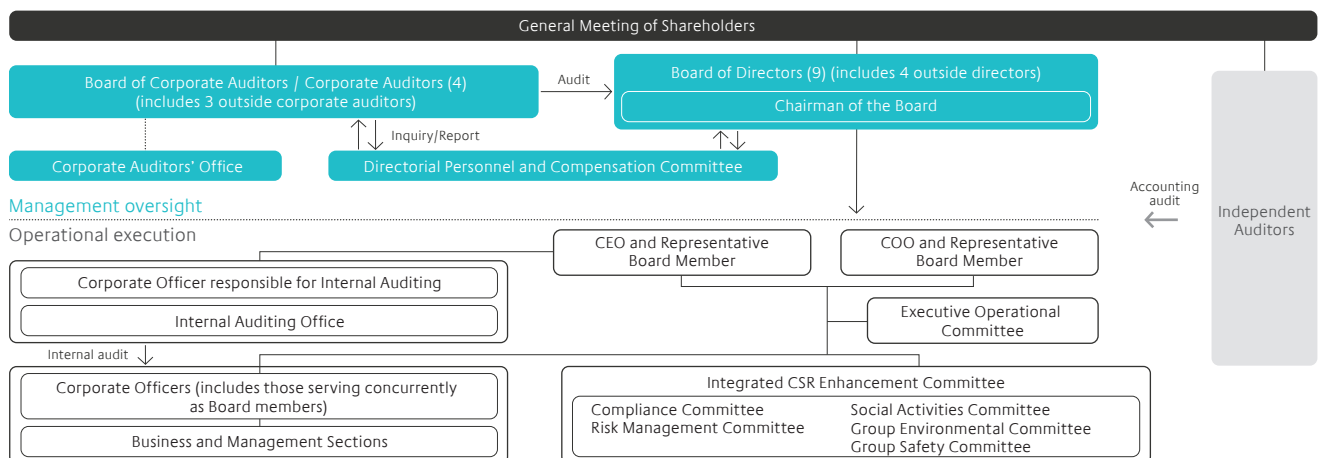 General Meeting of Shareholders
Board of Corporate Auditors / Corporate Auditors (4)
(includes 3 outside corporate auditors)
Audit
Board of Directors (9) (includes 4 outside directors)
Chairman of the Board
Inquiry/Report
Corporate Auditors' Office
Directorial Personnel and Compensation Committee
Management oversight
Accounting
audit
Independent
Auditors
Operational execution
CEO and Representative
Board Member
COO and Representative
Board Member
Corporate Officer responsible for Internal Auditing
Internal Auditing Office
Executive Operational
Committee
Internal audit
Corporate Officers (includes those serving concurrently
as Board members)
Business and Management Sections
Integrated CSR Enhancement Committee
Compliance Committee
Risk Management Committee
Social Activities Committee
Group Environmental Committee
Group Safety Committee